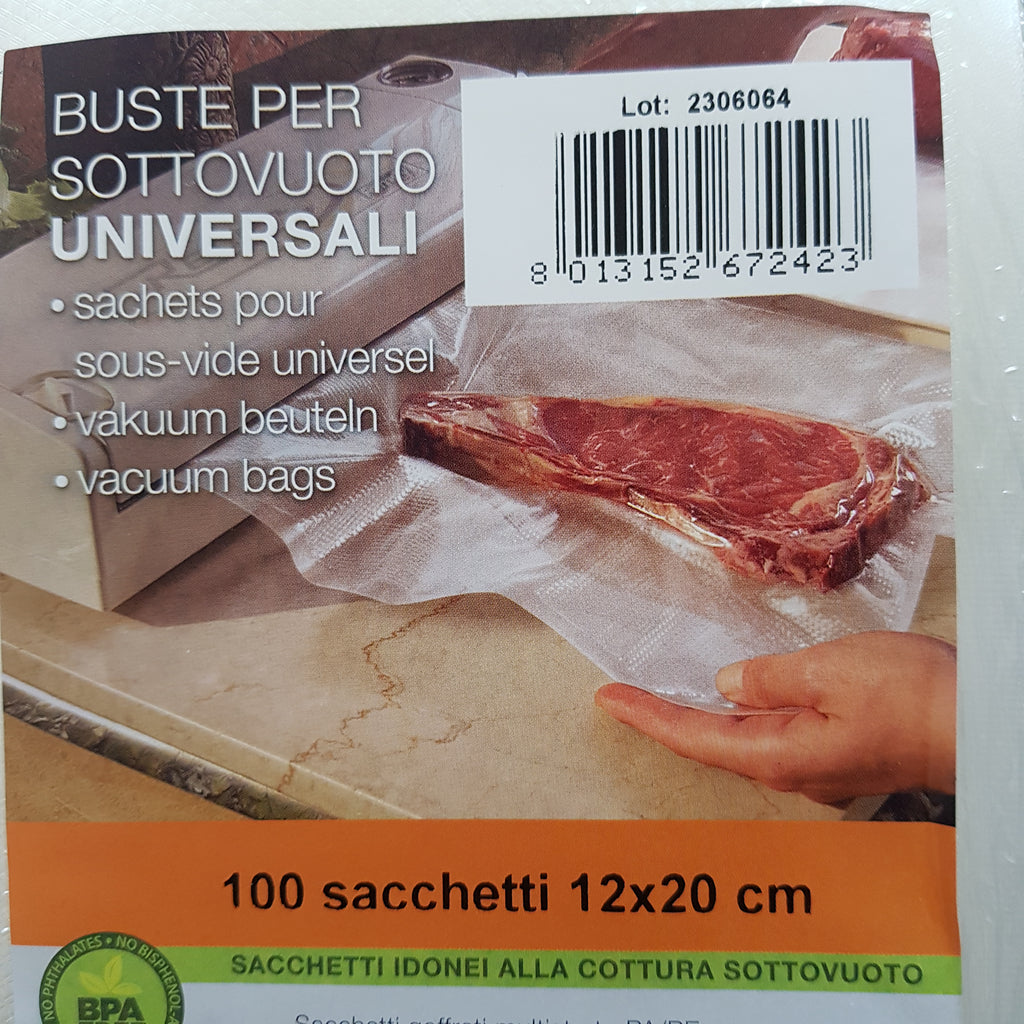 BUSTE PER
SOTTOVUOTO
UNIVERSALI
• sachets pour
sous-vide universel
• vakuum beuteln
• vacuum bags
Lot: 2306064
8 013152 672423
100 sacchetti 12x20 cm
SACCHETTI IDONEI ALLA COTTURA SOTTOVUOTO
NO PHTHALATES • NO BISPHENOL-A
BPA